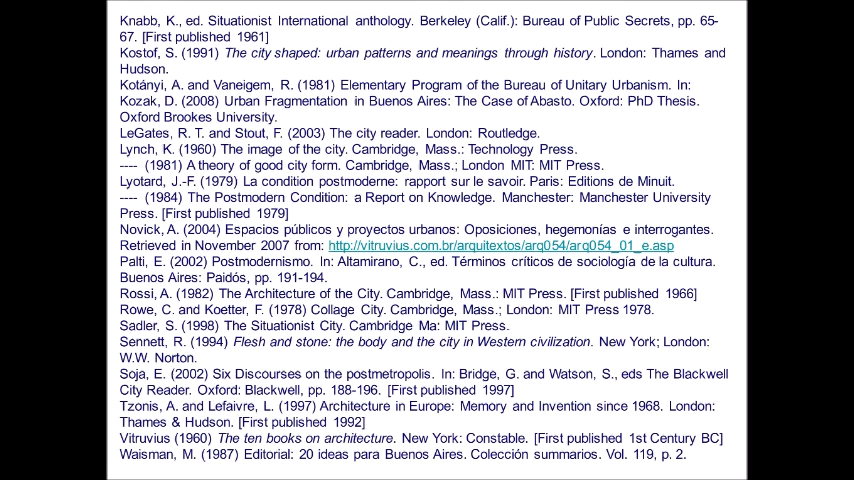 Knabb, K., ed. Situationist International anthology. Berkeley (Calif.): Bureau of Public Secrets, pp. 65-
67. [First published 1961]
Kostof, S. (1991) The city shaped: urban patterns and meanings through history. London: Thames and
Hudson.
Kotányi, A. and Vaneigem, R. (1981) Elementary Program of the Bureau of Unitary Urbanism. In:
Kozak, D. (2008) Urban Fragmentation in Buenos Aires: The Case of Abasto. Oxford: PhD Thesis.
Oxford Brookes University.
LeGates, R. T. and Stout, F. (2003) The city reader. London: Routledge.
Lynch, K. (1960) The image of the city. Cambridge, Mass.: Technology Press.
---- (1981) A theory of good city form. Cambridge, Mass.; London MIT: MIT Press.
Lyotard, J.-F. (1979) La condition postmoderne: rapport sur le savoir. Paris: Editions de Minuit.
---- (1984) The Postmodern Condition: a Report on Knowledge. Manchester: Manchester University
Press. [First published 1979]
Novick, A. (2004) Espacios públicos y proyectos urbanos: Oposiciones, hegemonías e interrogantes.
Retrieved in November 2007 from: http://vitruvius.com.br/arquitextos/arq054/arq054_01_e.asp
Palti, E. (2002) Postmodernismo. In: Altamirano, C., ed. Términos críticos de sociología de la cultura.
Buenos Aires: Paidós, pp. 191-194.
Rossi, A. (1982) The Architecture of the City. Cambridge, Mass.: MIT Press. [First published 1966]
Rowe, C. and Koetter, F. (1978) Collage City. Cambridge, Mass.; London: MIT Press 1978.
Sadler, S. (1998) The Situationist City. Cambridge Ma: MIT Press.
Sennett, R. (1994) Flesh and stone: the body and the city in Western civilization. New York; London:
W.W. Norton.
Soja, E. (2002) Six Discourses on the postmetropolis. In: Bridge, G. and Watson, S., eds The Blackwell
City Reader. Oxford: Blackwell, pp. 188-196. [First published 1997]
Tzonis, A. and Lefaivre, L. (1997) Architecture in Europe: Memory and Invention since 1968. London:
Thames & Hudson. [First published 1992]
Vitruvius (1960) The ten books on architecture. New York: Constable. [First published 1st Century BC]
Waisman, M. (1987) Editorial: 20 ideas para Buenos Aires. Colección summarios. Vol. 119, p. 2.